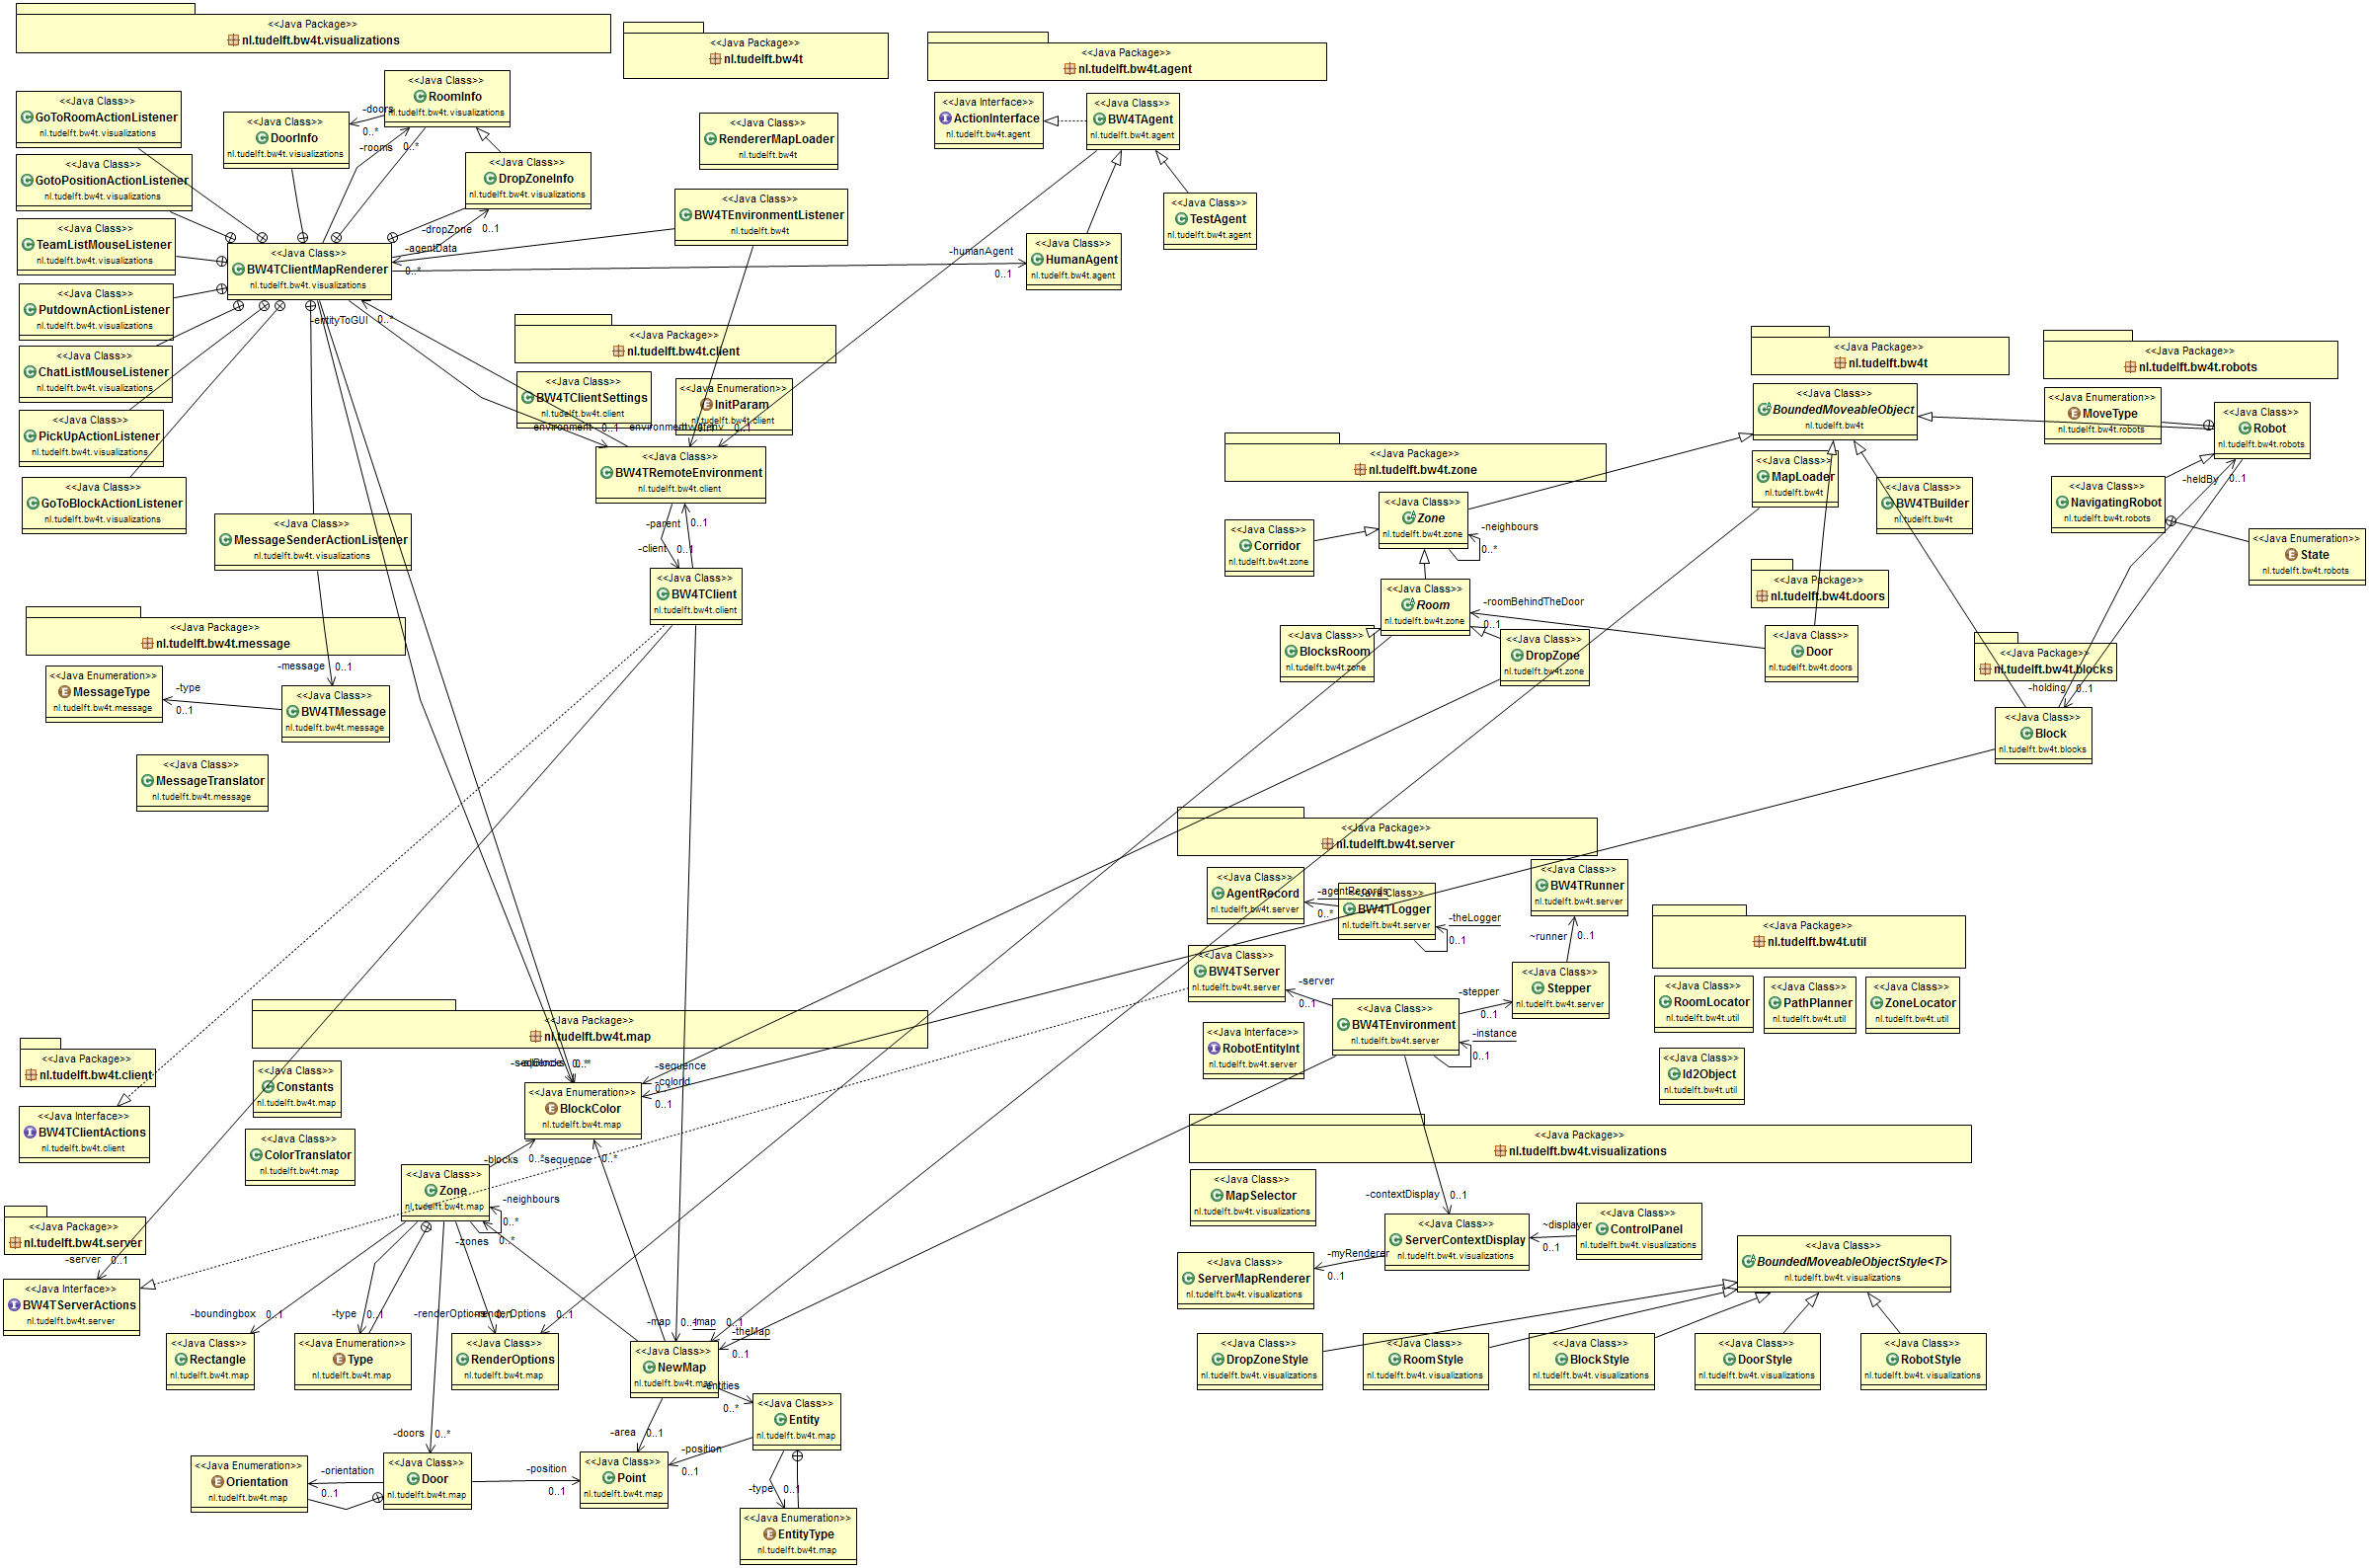 <<Java Package>>
nl.tudelft.bw4t.visualizations
<<Java Package>>
nl.tudelft.bw4t
<<Java Package>>
nl.tudelft.bw4t.agent
<<Java Class>>
GoToRoomActionListener
nl.tudelft.bw4t.visualizations
<<Java Class>>
DoorInfo
nl.tudelft.bw4t.visualizations
<<Java Class>>
RoomInfo
nl.tudelft.bw4t.visualizations
-doors
0..*
-rooms
0..*
<<Java Class>>
RendererMapLoader
nl.tudelft.bw4t
<<Java Interface>>
ActionInterface
nl.tudelft.bw4t.agent
<<Java Class>>
BW4TAgent
nl.tudelft.bw4t.agent
<<Java Class>>
GotoPositionActionListener
nl.tudelft.bw4t.visualizations
<<Java Class>>
DropZoneInfo
nl.tudelft.bw4t.visualizations
-dropZone
0..1
<<Java Class>>
BW4TEnvironmentListener
nl.tudelft.bw4t
<<Java Class>>
TestAgent
nl.tudelft.bw4t.agent
<<Java Class>>
TeamListMouseListener
nl.tudelft.bw4t.visualizations
<<Java Class>>
BW4TClientMapRenderer
nl.tudelft.bw4t.visualizations
-agentData
0..*
-humanAgent
0..1
<<Java Class>>
HumanAgent
nl.tudelft.bw4t.agent
<<Java Class>>
PutdownActionListener
nl.tudelft.bw4t.visualizations
-entityToGUI
0..*
<<Java Class>>
ChatListMouseListener
nl.tudelft.bw4t.visualizations
<<Java Class>>
PickUpActionListener
nl.tudelft.bw4t.visualizations
<<Java Class>>
GoToBlockActionListener
nl.tudelft.bw4t.visualizations
<<Java Class>>
MessageSenderActionListener
nl.tudelft.bw4t.visualizations
<<Java Package>>
nl.tudelft.bw4t.client
<<Java Class>>
BW4TClientSettings
nl.tudelft.bw4t.client
<<Java Enumeration>>
InitParam
nl.tudelft.bw4t.client
0..1
0..1
<<Java Class>>
BW4TRemoteEnvironment
nl.tudelft.bw4t.client
-parent
0..1
-client
0..1
<<Java Class>>
BW4TClient
nl.tudelft.bw4t.client
<<Java Package>>
nl.tudelft.bw4t
<<Java Package>>
nl.tudelft.bw4t.robots
<<Java Class>>
BoundedMoveableObject
nl.tudelft.bw4t
<<Java Enumeration>>
MoveType
nl.tudelft.bw4t.robots
<<Java Class>>
Robot
nl.tudelft.bw4t.robots
<<Java Package>>
nl.tudelft.bw4t.zone
<<Java Class>>
MapLoader
nl.tudelft.bw4t
<<Java Class>>
BW4TBuilder
nl.tudelft.bw4t
-heldBy
0..1
<<Java Class>>
NavigatingRobot
nl.tudelft.bw4t.robots
<<Java Enumeration>>
State
nl.tudelft.bw4t.robots
<<Java Class>>
Zone
nl.tudelft.bw4t.zone
-neighbours
0..*
<<Java Class>>
Corridor
nl.tudelft.bw4t.zone
<<Java Class>>
Room
nl.tudelft.bw4t.zone
-roomBehindTheDoor
0..1
<<Java Package>>
nl.tudelft.bw4t.doors
<<Java Class>>
BlocksRoom
nl.tudelft.bw4t.zone
<<Java Class>>
DropZone
nl.tudelft.bw4t.zone
<<Java Class>>
Door
nl.tudelft.bw4t.doors
<<Java Package>>
nl.tudelft.bw4t.blocks
-holding
0..1
<<Java Class>>
Block
nl.tudelft.bw4t.blocks
<<Java Package>>
nl.tudelft.bw4t.message
-message
0..1
<<Java Enumeration>>
MessageType
nl.tudelft.bw4t.message
-type
0..1
<<Java Class>>
BW4TMessage
nl.tudelft.bw4t.message
<<Java Class>>
MessageTranslator
nl.tudelft.bw4t.message
<<Java Package>>
nl.tudelft.bw4t.server
<<Java Class>>
AgentRecord
nl.tudelft.bw4t.server
-agentRecords
0..*
<<Java Class>>
BW4TLogger
nl.tudelft.bw4t.server
-theLogger
0..1
<<Java Class>>
BW4TRunner
nl.tudelft.bw4t.server
~runner
0..1
<<Java Class>>
BW4TServer
nl.tudelft.bw4t.server
-server
0..1
<<Java Class>>
BW4TEnvironment
nl.tudelft.bw4t.server
-stepper
0..1
<<Java Class>>
Stepper
nl.tudelft.bw4t.server
-instance
0..1
<<Java Interface>>
RobotEntityInt
nl.tudelft.bw4t.server
<<Java Package>>
nl.tudelft.bw4t.util
<<Java Class>>
RoomLocator
nl.tudelft.bw4t.util
<<Java Class>>
PathPlanner
nl.tudelft.bw4t.util
<<Java Class>>
ZoneLocator
nl.tudelft.bw4t.util
<<Java Class>>
Id2Object
nl.tudelft.bw4t.util
<<Java Package>>
nl.tudelft.bw4t.client
<<Java Interface>>
BW4TClientActions
nl.tudelft.bw4t.client
<<Java Package>>
nl.tudelft.bw4t.server
-server
0..1
<<Java Interface>>
BW4TServerActions
nl.tudelft.bw4t.server
<<Java Package>>
nl.tudelft.bw4t.map
<<Java Class>>
Constants
nl.tudelft.bw4t.map
<<Java Class>>
ColorTranslator
nl.tudelft.bw4t.map
-sequence
0..*
-colorId
0..1
<<Java Enumeration>>
BlockColor
nl.tudelft.bw4t.map
-blocks
0..*
-sequence
0..*
<<Java Class>>
Zone
nl.tudelft.bw4t.map
-neighbours
0..*
-zones
0..*
-boundingbox
0..1
-type
0..1
-renderOptions
0..1
-renderOptions
0..1
-map
0..1
-map
0..1
-theMap
0..1
<<Java Class>>
Rectangle
nl.tudelft.bw4t.map
<<Java Enumeration>>
Type
nl.tudelft.bw4t.map
<<Java Class>>
RenderOptions
nl.tudelft.bw4t.map
<<Java Class>>
NewMap
nl.tudelft.bw4t.map
-entities
0..*
<<Java Class>>
Entity
nl.tudelft.bw4t.map
-doors
0..*
-area
0..1
-position
0..1
<<Java Enumeration>>
Orientation
nl.tudelft.bw4t.map
-orientation
0..1
<<Java Class>>
Door
nl.tudelft.bw4t.map
-position
0..1
<<Java Class>>
Point
nl.tudelft.bw4t.map
-type
0..1
<<Java Enumeration>>
EntityType
nl.tudelft.bw4t.map
<<Java Package>>
nl.tudelft.bw4t.visualizations
<<Java Class>>
MapSelector
nl.tudelft.bw4t.visualizations
-contextDisplay
0..1
<<Java Class>>
ServerContextDisplay
nl.tudelft.bw4t.visualizations
~displayer
0..1
<<Java Class>>
ControlPanel
nl.tudelft.bw4t.visualizations
-myRenderer
0..1
<<Java Class>>
ServerMapRenderer
nl.tudelft.bw4t.visualizations
<<Java Class>>
BoundedMoveableObjectStyle<T>
nl.tudelft.bw4t.visualizations
<<Java Class>>
DropZoneStyle
nl.tudelft.bw4t.visualizations
<<Java Class>>
RoomStyle
nl.tudelft.bw4t.visualizations
<<Java Class>>
BlockStyle
nl.tudelft.bw4t.visualizations
<<Java Class>>
DoorStyle
nl.tudelft.bw4t.visualizations
<<Java Class>>
RobotStyle
nl.tudelft.bw4t.visualizations